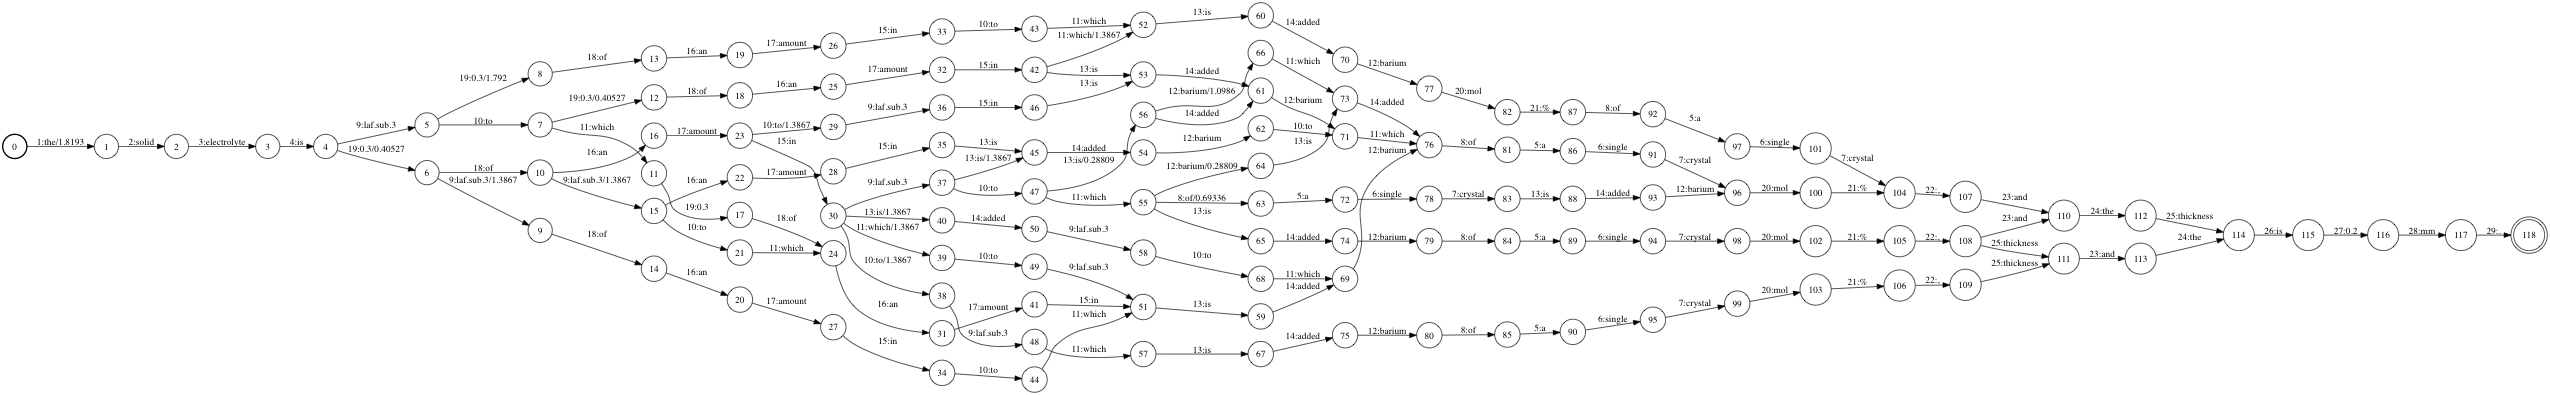 0 1:the/1.8193 1 2:solid 2 3:electrolyte 3 4:is 4
9:laf.sub.3 5 19:0.3/0.40527 6
19:0.3/1.792 8 18:of 13 16:an 19 17:amount 26 15:in 33 10:to 43 11:which 52 13:is 60 14:added 70 12:barium 77 20:mol 82 21:% 87 8:of 92 5:a 97 6:single 101 7:crystal
10:to 7 19:0.3/0.40527 12 18:of 18 16:an 25 17:amount 32 15:in 42 11:which/1.3867 13:is 53 14:added 61 12:barium 71 11:which
11:which 11 19:0.3 17 18:of 24
18:of 10 16:an 16 17:amount 23 10:to/1.3867 29 9:laf.sub.3 36 15:in 46 13:is
9:laf.sub.3/1.3867 15 16:an 22 17:amount 28 15:in 35 13:is 45 14:added 54 12:barium 62 10:to
10:to 21 11:which 24 16:an 31 17:amount 41 15:in 51
15:in 30 9:laf.sub.3 37 13:is/1.3867
10:to 47 13:is/0.28809 56 12:barium/1.0986 66 11:which 73 14:added 76
14:added
11:which 55 12:barium/0.28809 64 13:is
8:of/0.69336 63 5:a 72 6:single 78 7:crystal 83 13:is 88 14:added 93 12:barium 96
13:is 65 14:added 74 12:barium 79 8:of 84 5:a 89 6:single 94 7:crystal 98 20:mol 102 21:% 105 22:, 108
13:is/1.3867 40 14:added 50 9:laf.sub.3 58 10:to 68 11:which 69 12:barium
11:which/1.3867 39 10:to 49 9:laf.sub.3
10:to/1.3867 38 9:laf.sub.3 48 11:which 57 13:is 67 14:added 75 12:barium 80 8:of 85 5:a 90 6:single 95 7:crystal 99 20:mol 103 21:% 106 22:, 109 25:thickness
9:laf.sub.3/1.3867 9 18:of 14 16:an 20 17:amount 27 15:in 34 10:to 44 11:which
13:is 59 14:added
8:of 81 5:a 86 6:single 91 7:crystal
20:mol 100 21:% 104 22:, 107 23:and 110 24:the 112 25:thickness
23:and
25:thickness 111 23:and 113 24:the
114 26:is 115 27:0.2 116 28:mm 117 29:. 118